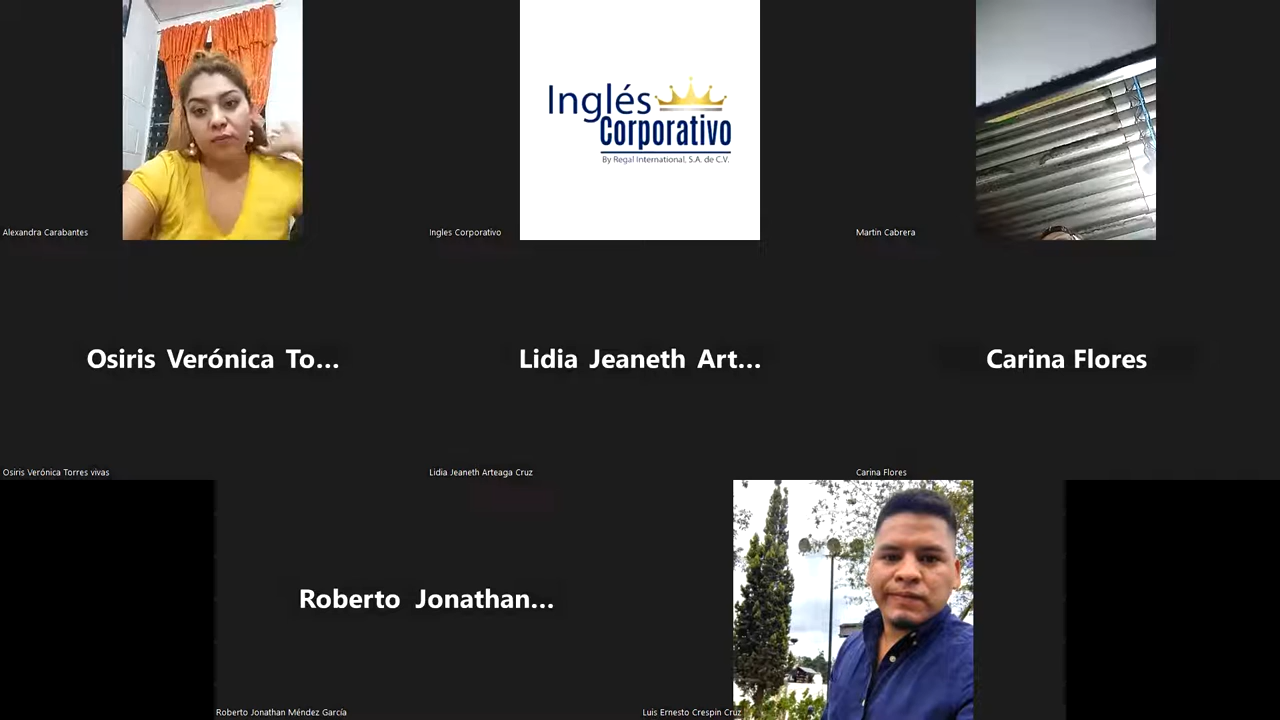 Inglés
Corporativo
By Regal International, S.A. de C.V.
Alexandra Carabantes
Ingles Corporativo
Martin Cabrera
Osiris Verónica To...
Lidia Jeaneth Art...
Carina Flores
Osiris Verónica Torres vivas
Lidia Jeaneth Arteaga Cruz
Carina Flores
Roberto Jonathan...
Roberto Jonathan Méndez García
Luis Ernesto Crespin Cruz